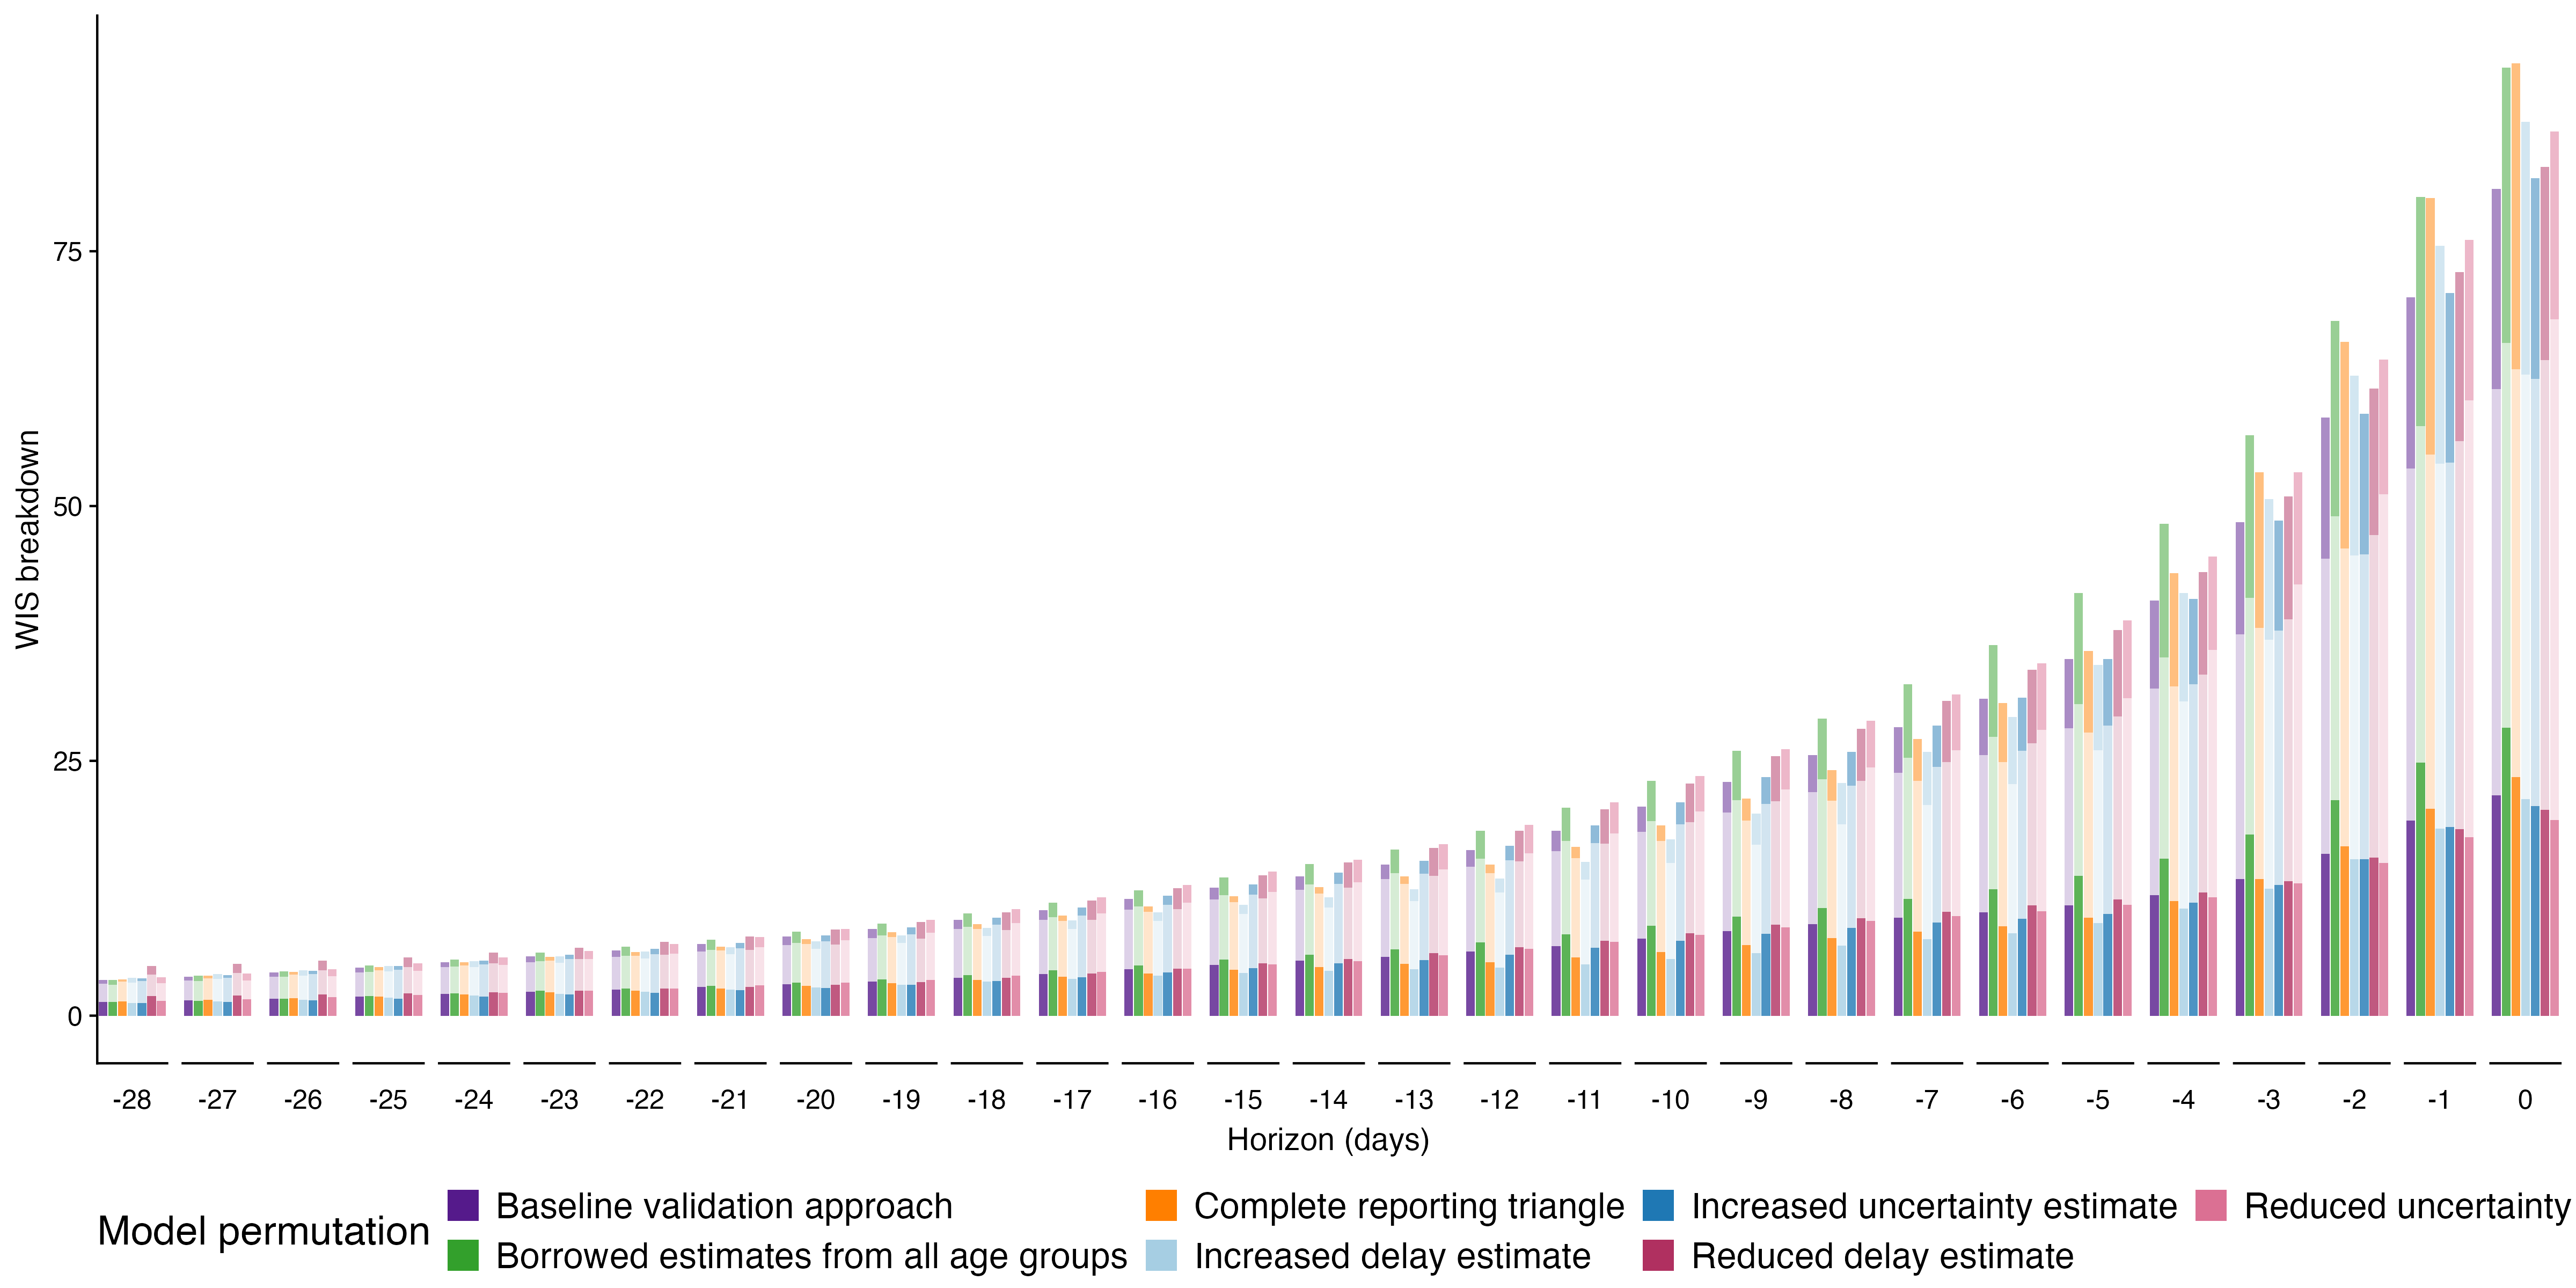 75
50
25
0
WIS breakdown
-28 -27 -26 -25 -24 -23 -22 -21 -20 -19 -18 -17 -16 -15 -14 -13 -12 -11 -10 -9 -8 -7 -6 -5 -4 -3 -2 -1 0
Horizon (days)
Model permutation
Baseline validation approach Complete reporting triangle Increased uncertainty estimate Reduced uncertainty
Borrowed estimates from all age groups Increased delay estimate Reduced delay estimate